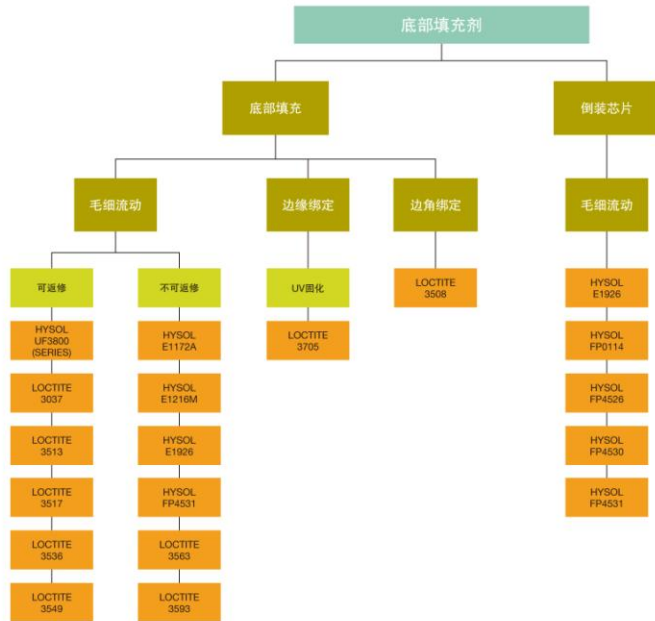 底部填充剂
底部填充
倒装芯片
毛细流动
边缘绑定
边角绑定
毛细流动
可返修
不可返修
UV固化
LOCTITE
3508
HYSOL
E1926
HYSOL
UF3800
(SERIES)
HYSOL
E1172A
LOCTITE
3705
HYSOL
FP0114
LOCTITE
3037
HYSOL
E1216M
HYSOL
FP4526
LOCTITE
3513
HYSOL
E1926
HYSOL
FP4530
LOCTITE
3517
HYSOL
FP4531
HYSOL
FP4531
LOCTITE
3536
LOCTITE
3563
LOCTITE
3549
LOCTITE
3593